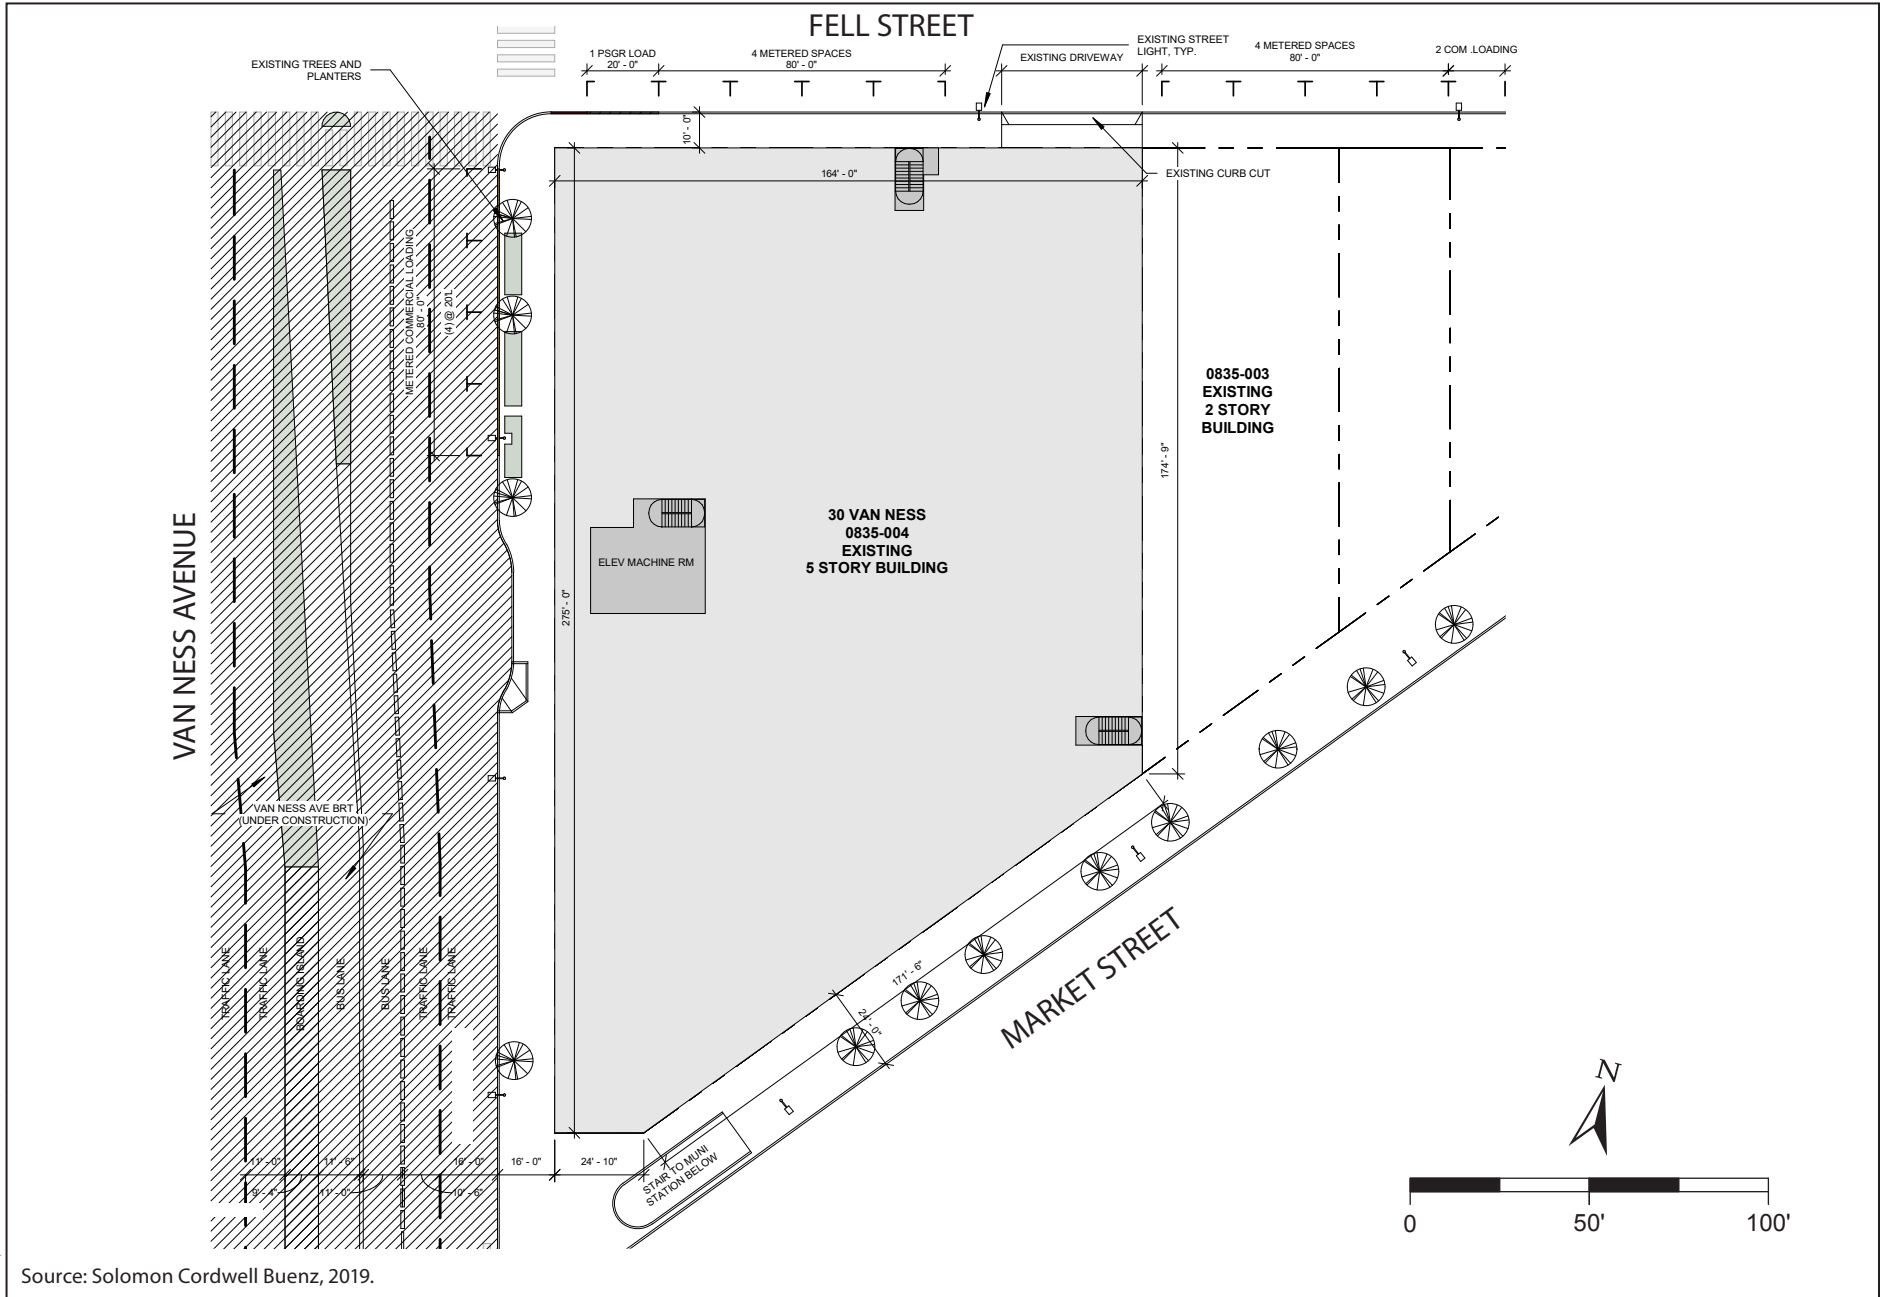 FELL STREET
EXISTING TREES AND
PLANTERS
1 PSGR LOAD
20' - 0"
4 METERED SPACES
80' - 0"
EXISTING DRIVEWAY
EXISTING STREET
LIGHT, TYP.
4 METERED SPACES
80' - 0"
2 COM .LOADING
10' - 0"
164' - 0"
EXISTING CURB CUT
METERED COMMERCIAL LOADING
80' - 0"
(4) @ 20'L
0835-003
EXISTING
2 STORY
BUILDING
174' - 9"
30 VAN NESS
0835-004
EXISTING
5 STORY BUILDING
ELEV MACHINE RM
275' - 0"
VAN NESS AVENUE
VAN NESS AVE BRT
(UNDER CONSTRUCTION)
TRAFFIC LANE
TRAFFIC LANE
BOARDING ISLAND
BUS LANE
BUS LANE
TRAFFIC LANE
TRAFFIC LANE
171' - 6"
24' - 0"
MARKET STREET
11' - 0"
11' - 6"
16' - 0"
16' - 0"
24' - 10"
9' - 4"
11' - 0"
10' - 6"
STAIR TO MUNI
STATION BELOW
N
0
50'
100'
Source: Solomon Cordwell Buenz, 2019.